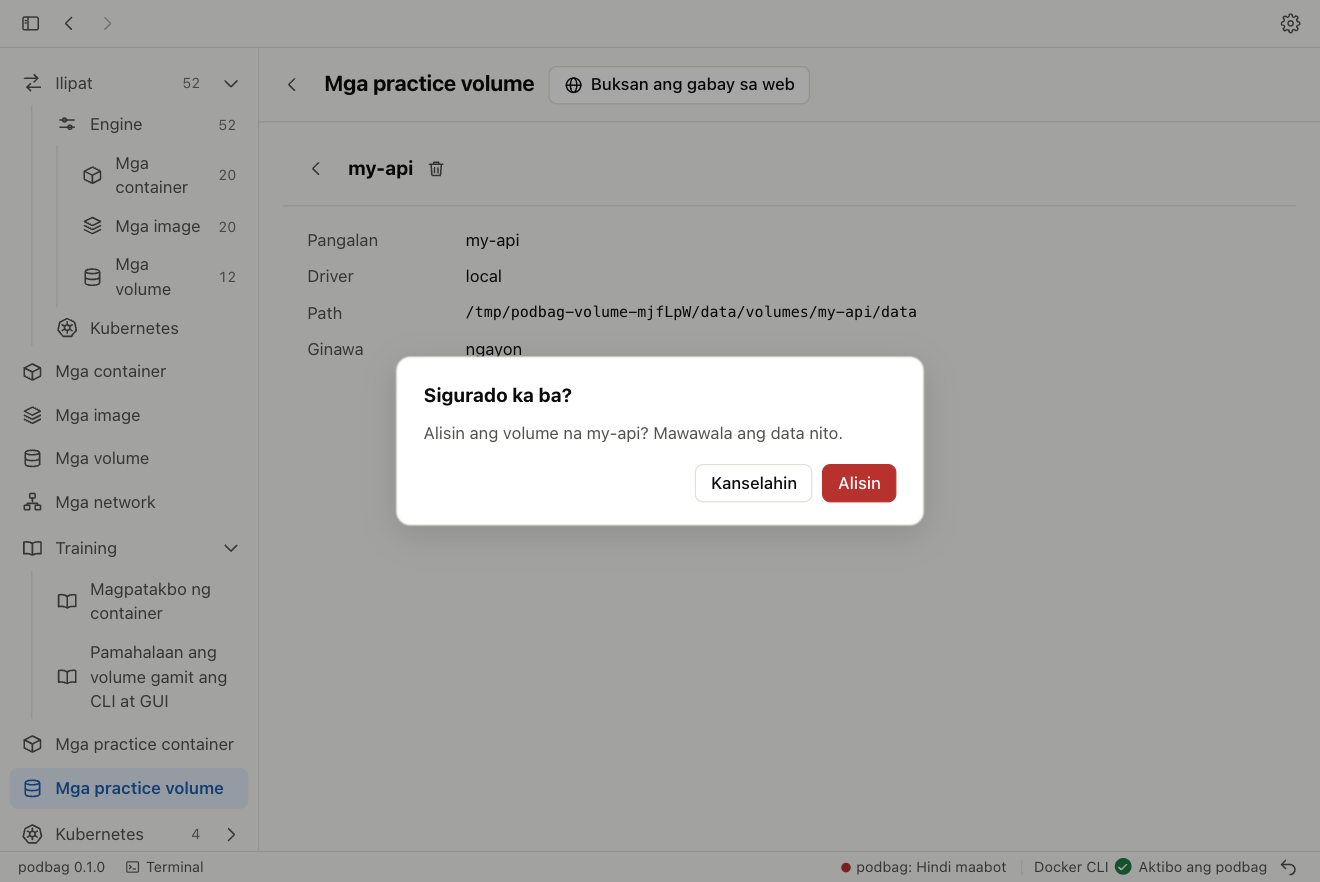 Ilipat 52
Engine 52
Mga
container 20
Mga image 20
Mga
volume 12
Kubernetes
Mga container
Mga image
Mga volume
Mga network
Training
Magpatakbo ng
container
Pamahalaan ang
volume gamit ang
CLI at GUI
Mga practice container
Mga practice volume
Kubernetes 4
Mga practice volume
Buksan ang gabay sa web
my-api
Pangalan my-api
Driver local
Path /tmp/podbag-volume-mjfLpW/data/volumes/my-api/data
Ginawa ngayon
Sigurado ka ba?
Alisin ang volume na my-api? Mawawala ang data nito.
Kanselahin Alisin
podbag 0.1.0 Terminal podbag: Hindi maabot Docker CLI Aktibo ang podbag